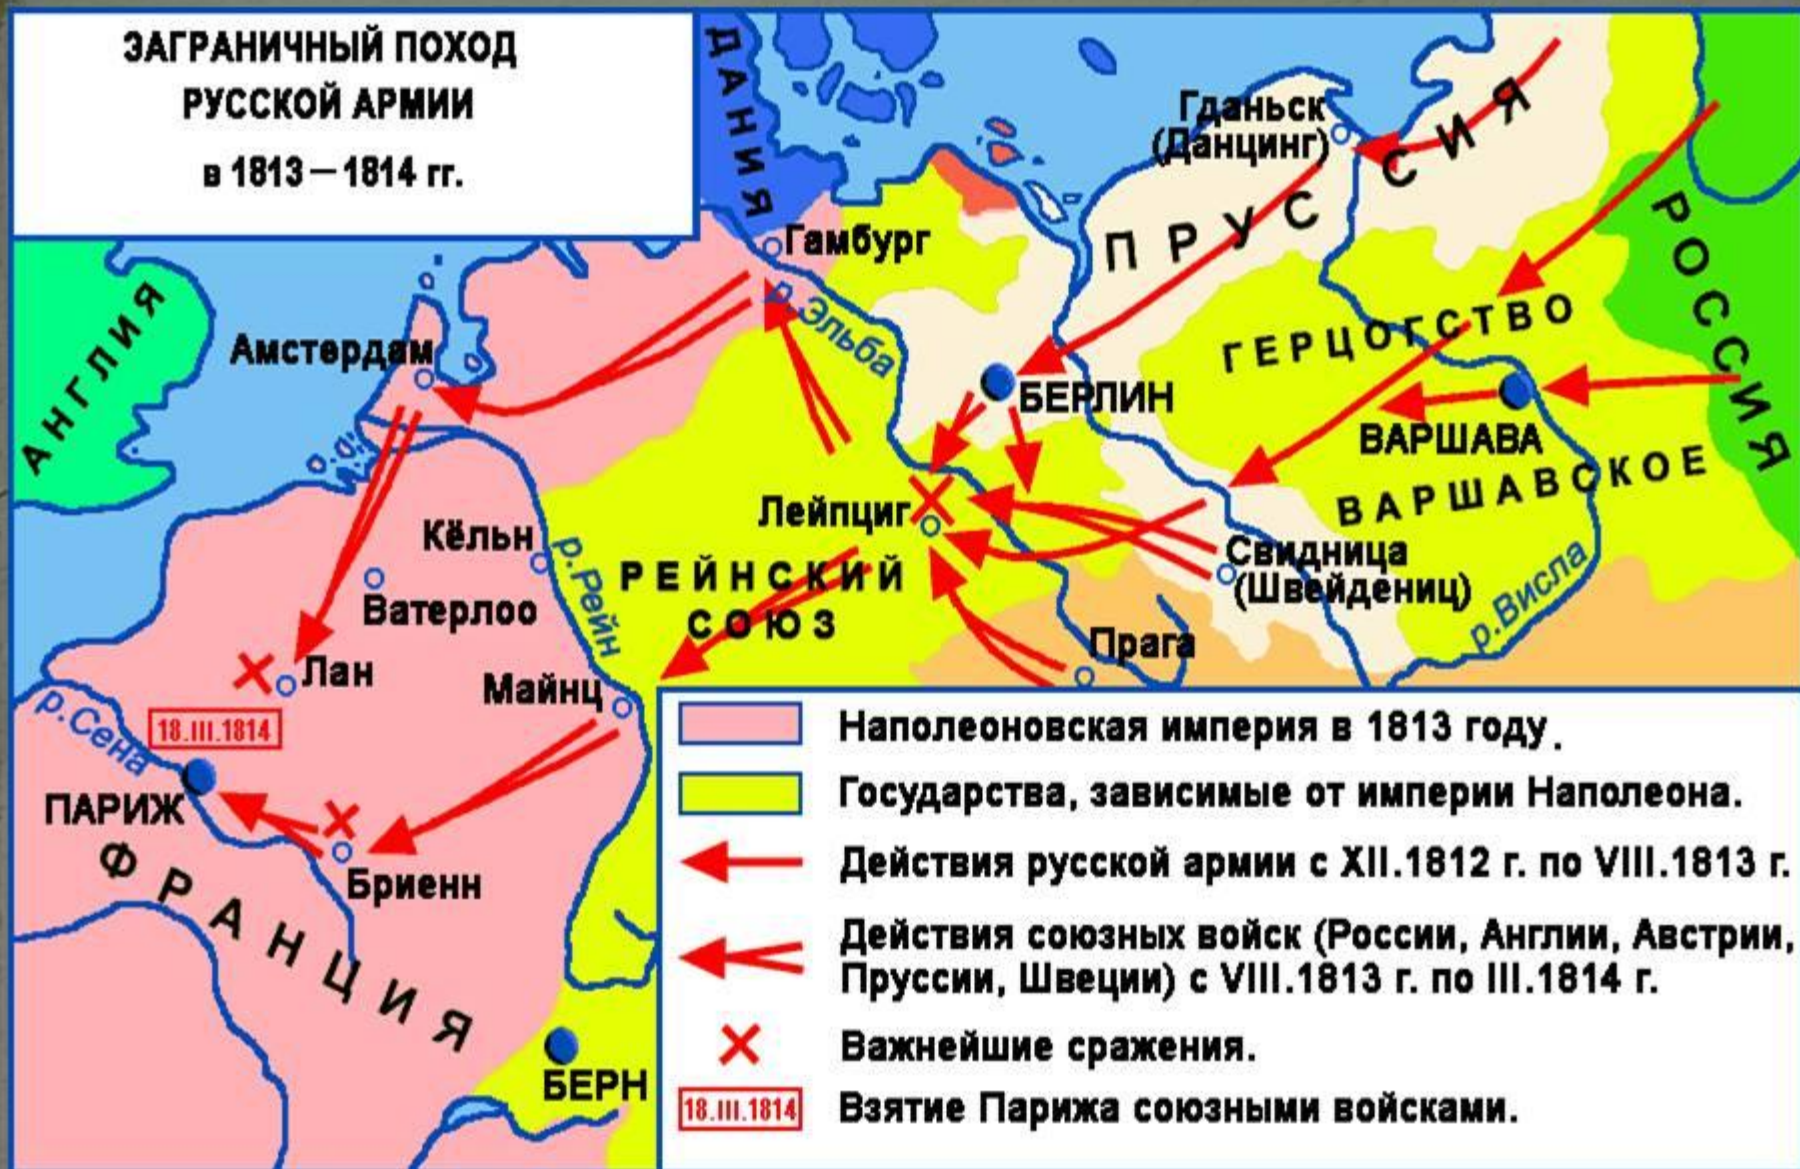 ЗАГРАНИЧНЫЙ ПОХОД
РУССКОЙ АРМИИ
в 1813 – 1814 гг.
ДАНИЯ
Гданьск
(Данцинг)
ПРУССИЯ
РОССИЯ
Гамбург
р.Эльба
АНГЛИЯ
Амстердам
ГЕРЦОГСТВО
БЕРЛИН
ВАРШАВА
ВАРШАВСКОЕ
Лейпциг
Кёльн
р.Рейн
РЕЙНСКИЙ
СОЮЗ
Свидница
(Швейдениц)
р.Висла
Ватерлоо
Прага
Лан
Майнц
р.Сена
18.III.1814
ПАРИЖ
Бриенн
ФРАНЦИЯ
БЕРН
Наполеоновская империя в 1813 году.
Государства, зависимые от империи Наполеона.
Действия русской армии с XII.1812 г. по VIII.1813 г.
Действия союзных войск (России, Англии, Австрии,
Пруссии, Швеции) с VIII.1813 г. по III.1814 г.
Важнейшие сражения.
18.III.1814 Взятие Парижа союзными войсками.